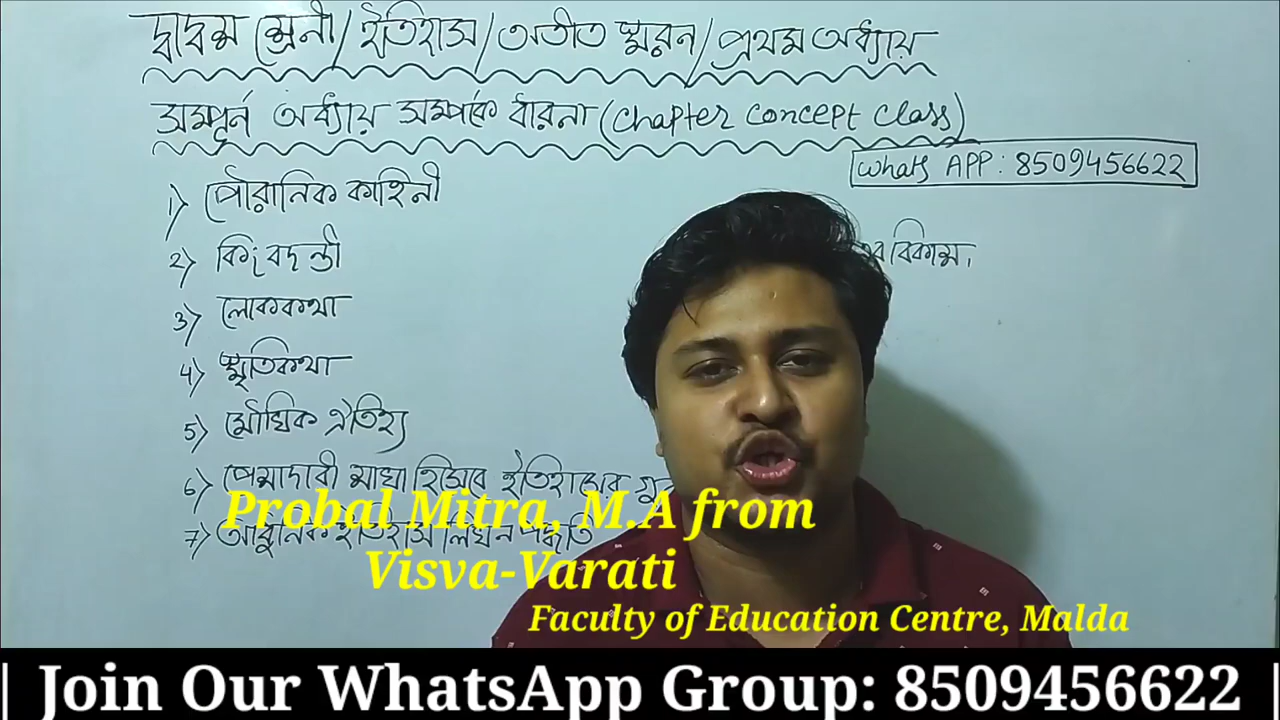 দ্বাদশ শ্রেনী/ইতিহাস/অতীত স্মরন/প্রথম অধ্যায়
সম্পূর্ন অধ্যায় সম্পর্কে ধারনা (Chapter Concept Class)
Whats APP: 8509456622
1) পৌরানিক কাহিনী
2) কিংবদন্তী
3) লোককথা
4) স্মৃতিকথা
5) মৌখিক ঐতিহ্য
6) পেশাদারী শাখা হিসেবে ইতিহাসের
বিকাশ।
7) আধুনিক ইতিহাস লিখন পদ্ধতি
Probal Mitra, M.A from
Visva-Varati
Faculty of Education Centre, Malda
| Join Our WhatsApp Group: 8509456622 |